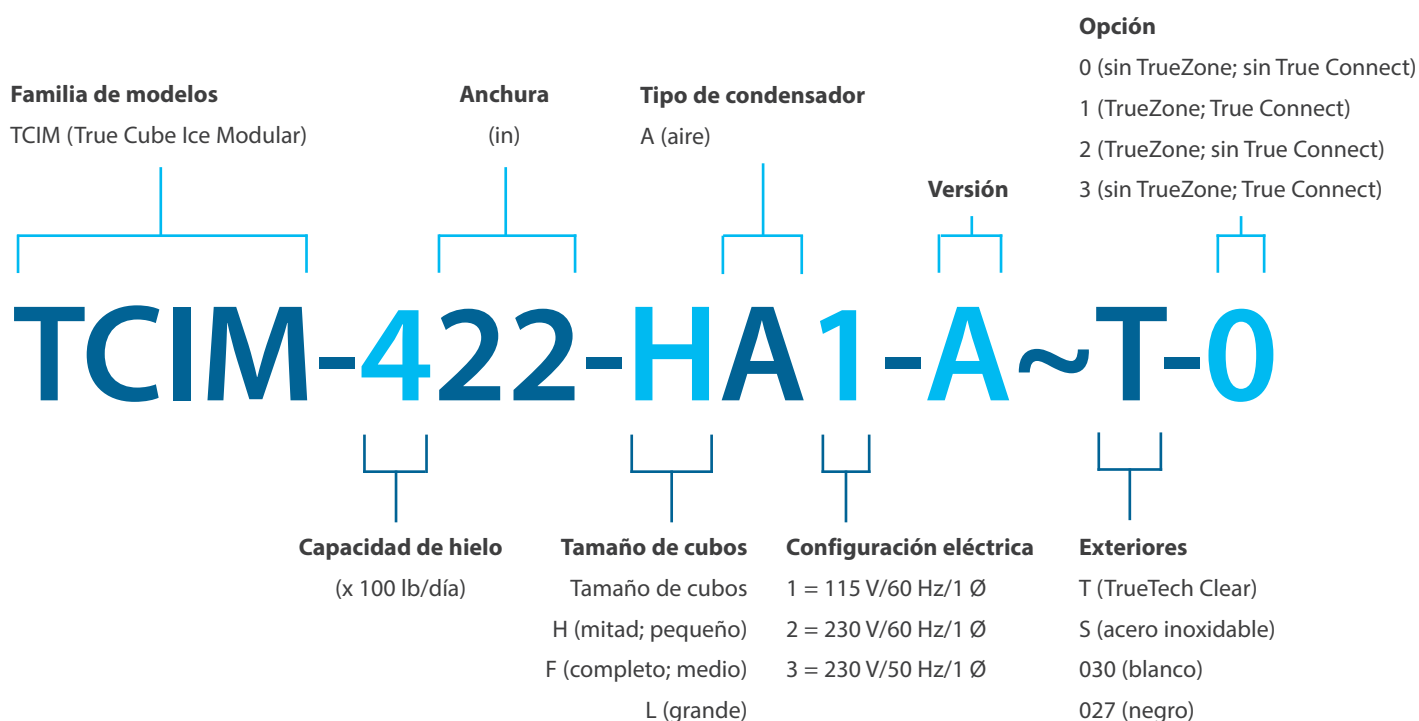 Opción
0 (sin TrueZone; sin True Connect)
1 (TrueZone; True Connect)
2 (TrueZone; sin True Connect)
3 (sin TrueZone; True Connect)
Familia de modelos
TCIM (True Cube Ice Modular)
Anchura
(in)
Tipo de condensador
A (aire)
Versión
TCIM-422-HA1-A~T-0
Capacidad de hielo
(x 100 lb/día)
Tamaño de cubos
Tamaño de cubos
H (mitad; pequeño)
F (completo; medio)
L (grande)
Configuración eléctrica
1 = 115 V/60 Hz/1 Ø
2 = 230 V/60 Hz/1 Ø
3 = 230 V/50 Hz/1 Ø
Exteriores
T (TrueTech Clear)
S (acero inoxidable)
030 (blanco)
027 (negro)